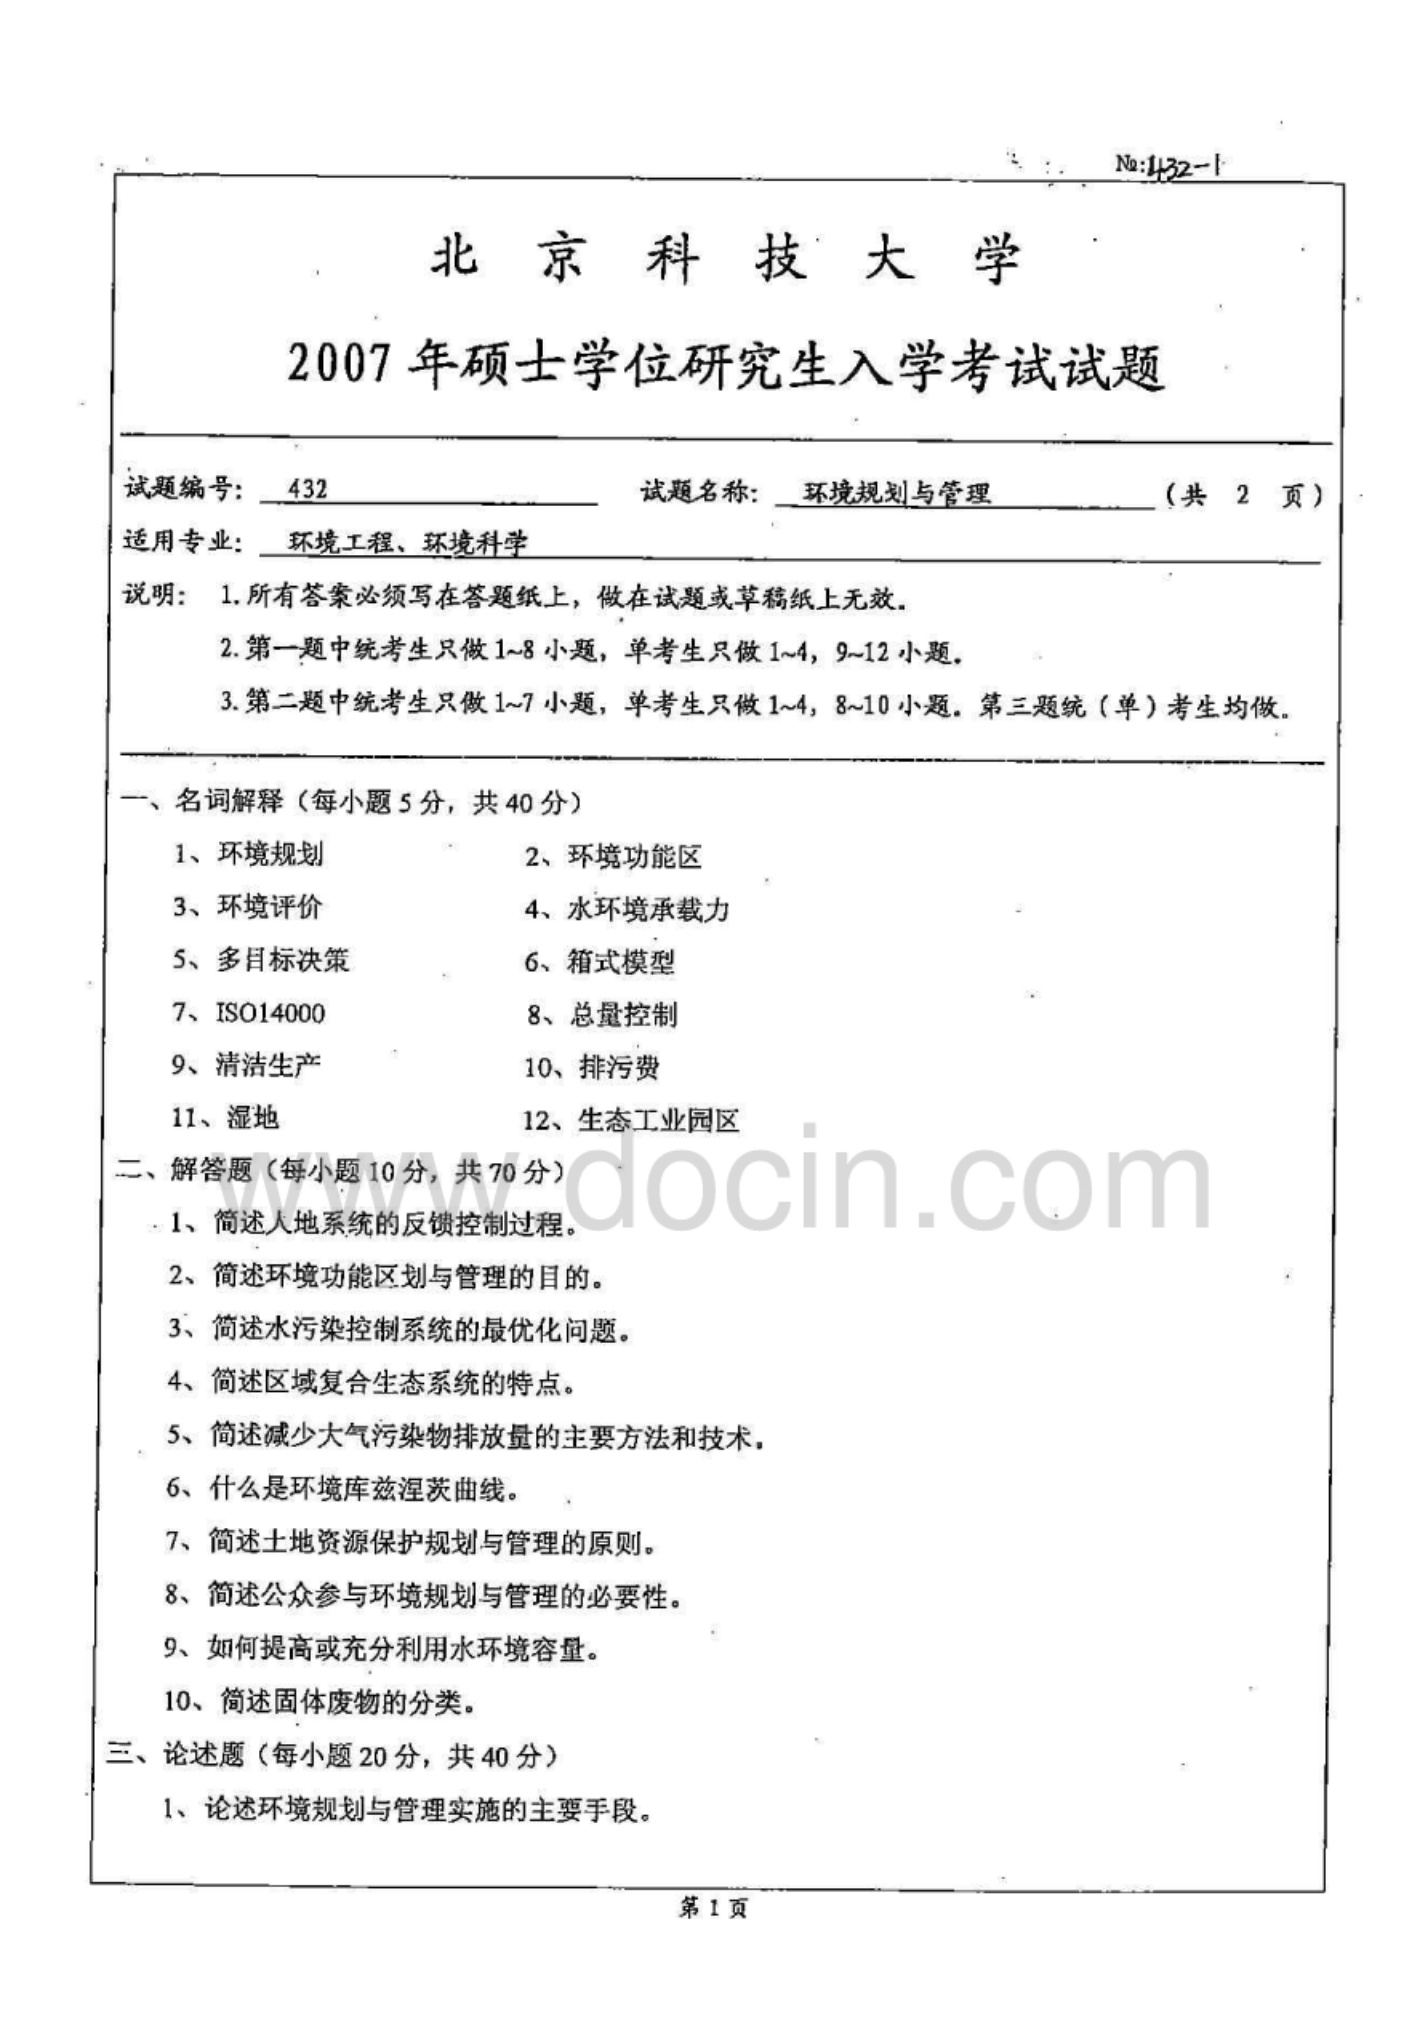 №:432-1
北京科技大学
2007年硕士学位研究生入学考试试题
试题编号: 432 试题名称: 环境规划与管理 (共 2 页)
适用专业: 环境工程、环境科学
说明: 1.所有答案必须写在答题纸上，做在试题或草稿纸上无效。
2.第一题中统考生只做1~8小题，单考生只做1~4，9~12小题。
3.第二题中统考生只做1~7小题，单考生只做1~4，8~10小题。第三题统（单）考生均做。
一、名词解释（每小题5分，共40分）
1、环境规划 2、环境功能区
3、环境评价 4、水环境承载力
5、多目标决策 6、箱式模型
7、ISO14000 8、总量控制
9、清洁生产 10、排污费
11、湿地 12、生态工业园区
二、解答题（每小题10分，共70分）
1、简述人地系统的反馈控制过程。
2、简述环境功能区划与管理的目的。
3、简述水污染控制系统的最优化问题。
4、简述区域复合生态系统的特点。
5、简述减少大气污染物排放量的主要方法和技术。
6、什么是环境库兹涅茨曲线。
7、简述土地资源保护规划与管理的原则。
8、简述公众参与环境规划与管理的必要性。
9、如何提高或充分利用水环境容量。
10、简述固体废物的分类。
三、论述题（每小题20分，共40分）
1、论述环境规划与管理实施的主要手段。
第1页
www.docin.com